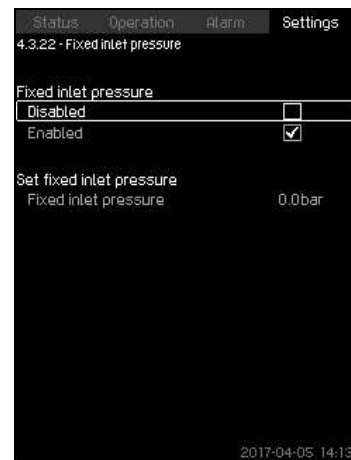 Status Operation Alarm Settings
4.3.22 - Fixed inlet pressure
Fixed inlet pressure
Disabled
Enabled
Set fixed inlet pressure
Fixed inlet pressure 0.0bar
2017-04-05 14:13